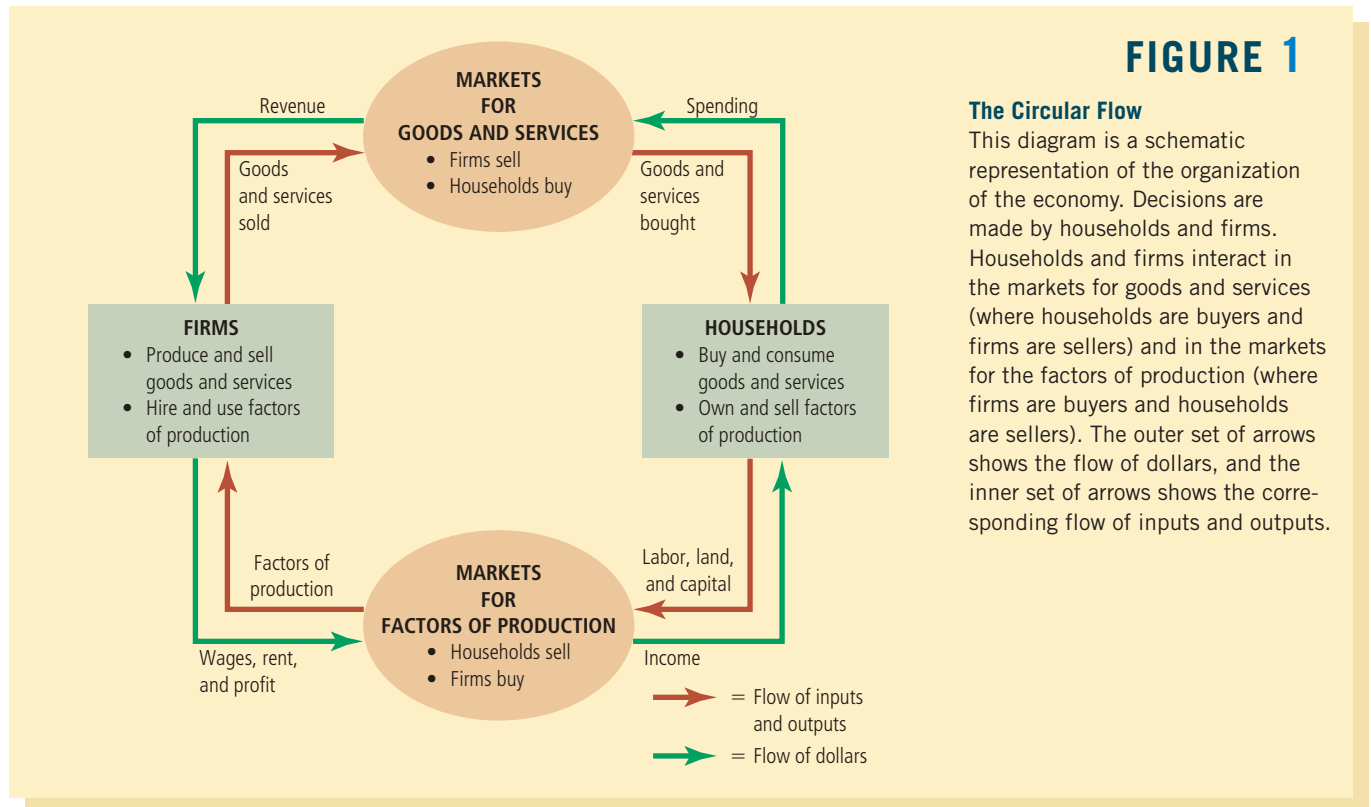 FIGURE 1
The Circular Flow
This diagram is a schematic
representation of the organization
of the economy. Decisions are
made by households and firms.
Households and firms interact in
the markets for goods and services
(where households are buyers and
firms are sellers) and in the markets
for the factors of production (where
firms are buyers and households
are sellers). The outer set of arrows
shows the flow of dollars, and the
inner set of arrows shows the corre-
sponding flow of inputs and outputs.
MARKETS
FOR
GOODS AND SERVICES
• Firms sell
• Households buy
Revenue
Goods
and services
sold
Spending
Goods and
services
bought
FIRMS
• Produce and sell
goods and services
• Hire and use factors
of production
HOUSEHOLDS
• Buy and consume
goods and services
• Own and sell factors
of production
Factors of
production
Wages, rent,
and profit
MARKETS
FOR
FACTORS OF PRODUCTION
• Households sell
• Firms buy
Labor, land,
and capital
Income
= Flow of inputs
and outputs
= Flow of dollars